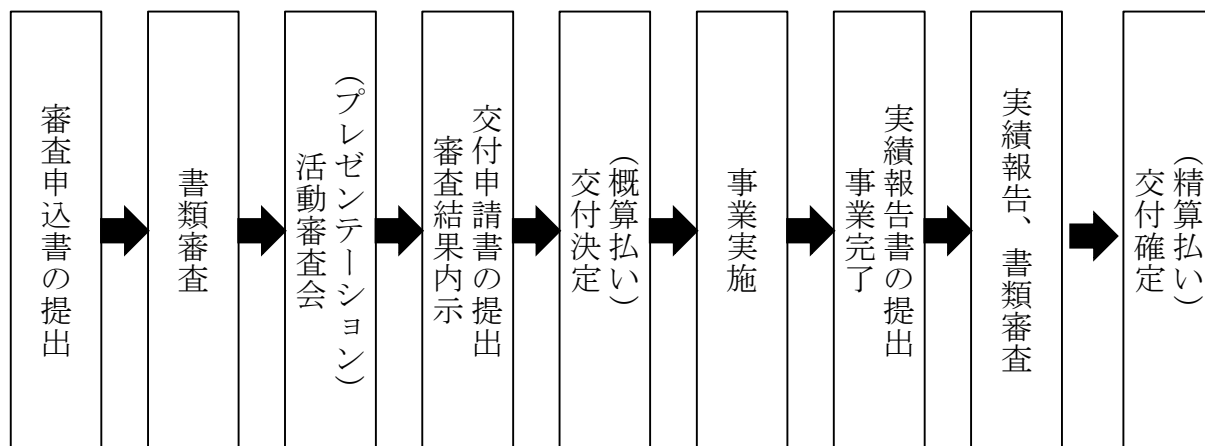 審査申込書の提出
書類審査
活動審査会
(プレゼンテーション)
審査結果内示
交付申請書の提出
交付決定
(概算払い)
事業実施
事業完了
実績報告書の提出
実績報告、書類審査
交付確定
(精算払い)